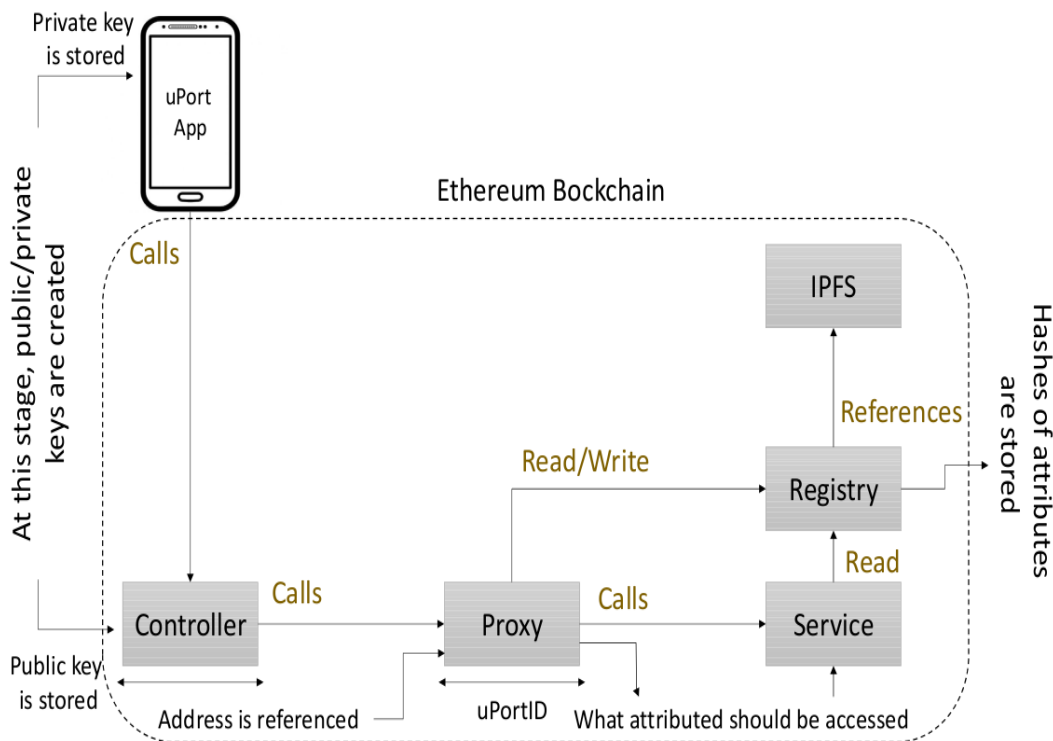 Private key
is stored
uPort
App
At this stage, public/private
keys are created
Ethereum Bockchain
Calls
IPFS
References
Hashes of attributes
are stored
Read/Write
Registry
Read
Controller
Calls
Proxy
Calls
Service
Public key
is stored
Address is referenced
uPortID
What attributed should be accessed